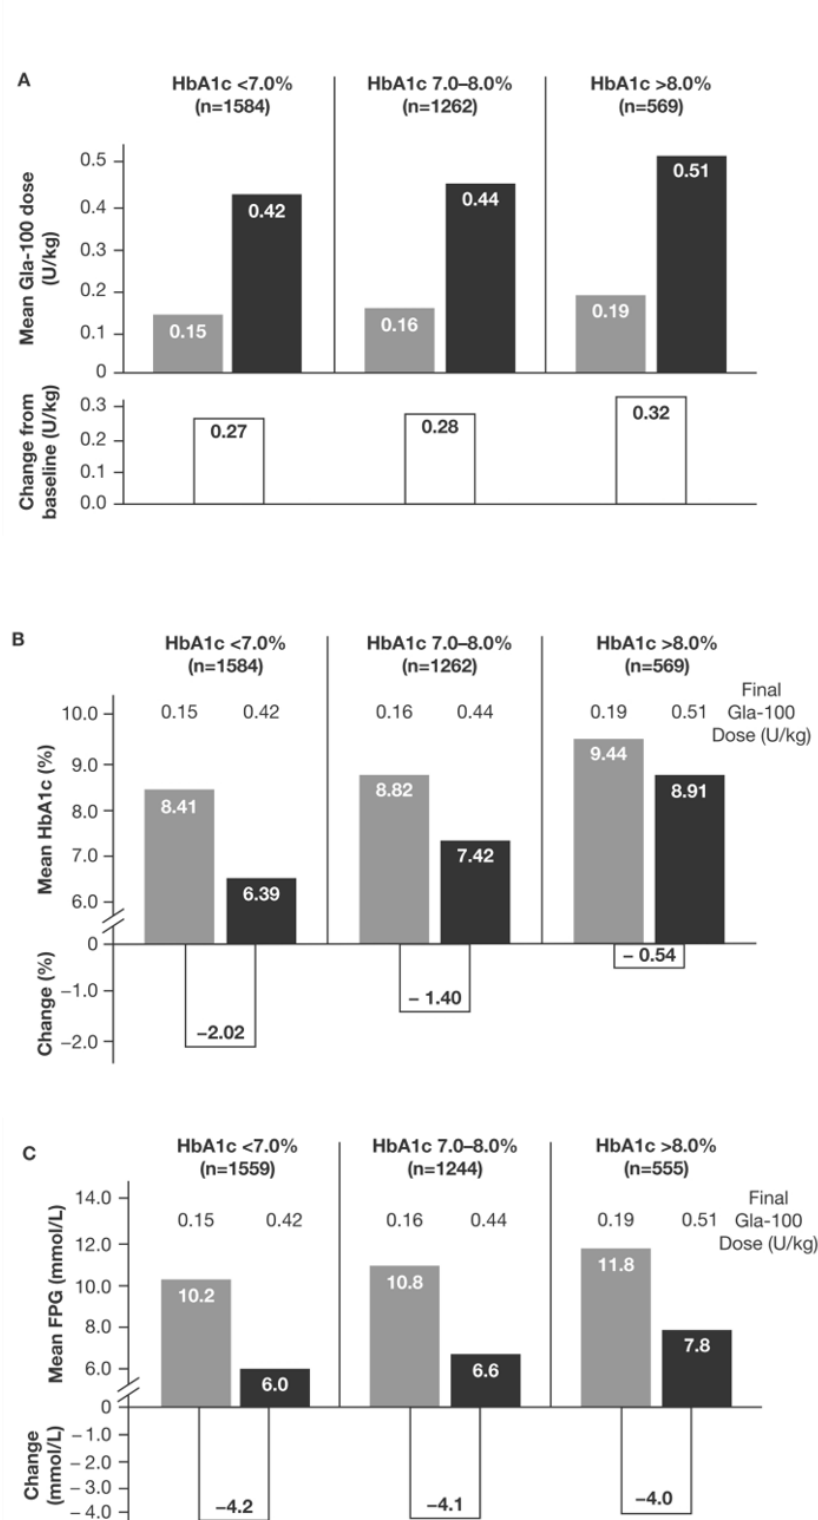 A
HbA1c <7.0%
(n=1584)
HbA1c 7.0–8.0%
(n=1262)
HbA1c >8.0%
(n=569)
Mean Gla-100 dose
(U/kg)
0.5
0.4
0.3
0.2
0.1
0
0.15
0.42
0.16
0.44
0.19
0.51
Change from
baseline (U/kg)
0.3
0.2
0.1
0.0
0.27
0.28
0.32
B
HbA1c <7.0%
(n=1584)
HbA1c 7.0–8.0%
(n=1262)
HbA1c >8.0%
(n=569)
Final
Gla-100
Dose (U/kg)
0.15
0.42
0.16
0.44
0.19
0.51
Mean HbA1c (%)
10.0
9.0
8.0
7.0
6.0
0
8.41
6.39
8.82
7.42
9.44
8.91
Change (%)
−1.0
−2.0
−2.02
− 1.40
− 0.54
C
HbA1c <7.0%
(n=1559)
HbA1c 7.0–8.0%
(n=1244)
HbA1c >8.0%
(n=555)
Final
Gla-100
Dose (U/kg)
0.15
0.42
0.16
0.44
0.19
0.51
Mean FPG (mmol/L)
14.0
12.0
10.0
8.0
6.0
0
10.2
6.0
10.8
6.6
11.8
7.8
Change
(mmol/L)
− 1.0
− 2.0
− 3.0
− 4.0
−4.2
−4.1
−4.0